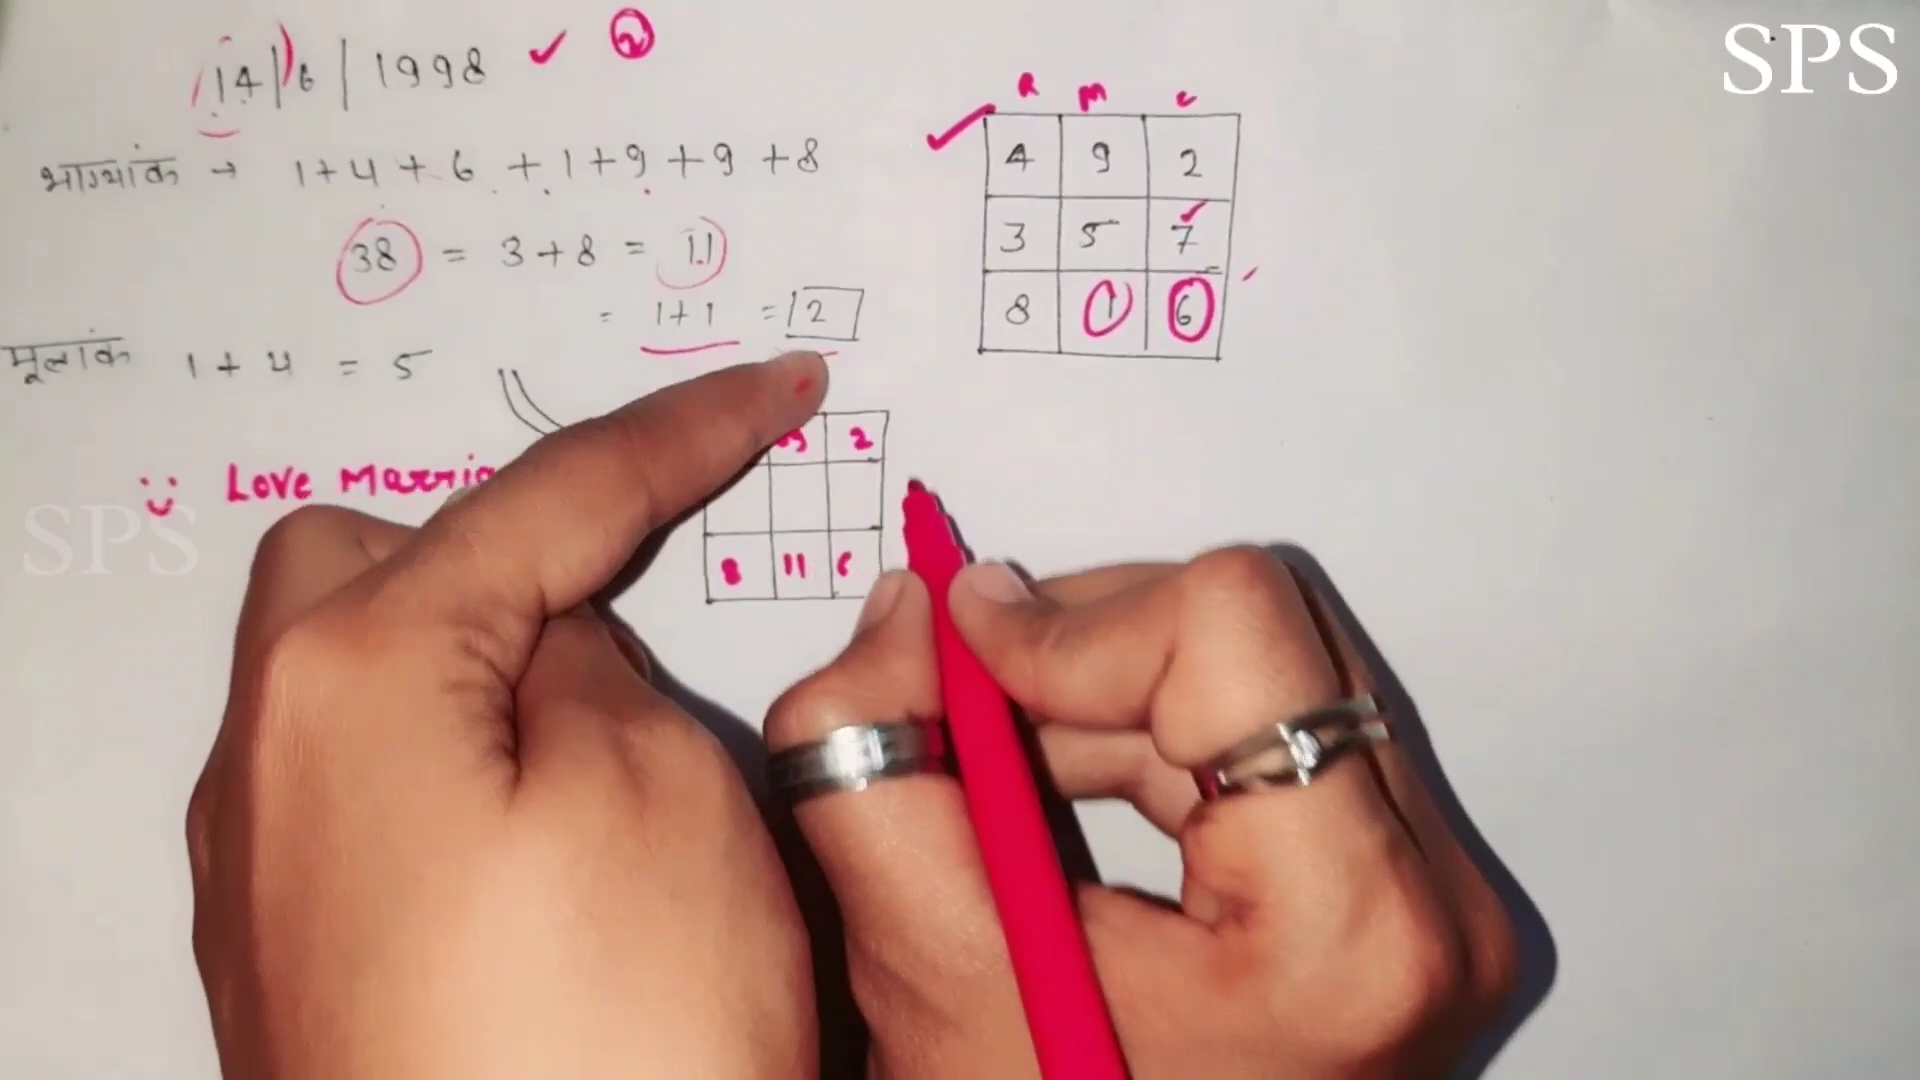 SPS
14/6/1998 ✓ २
भाग्यांक → 1+4+6+1+9+9+8
38 = 3+8 = 11
= 1+1 = 2
मूलांक 1+4 = 5
R M C
4 9 2
3 5 7
8 1 6
Love
2
8 11
SPS